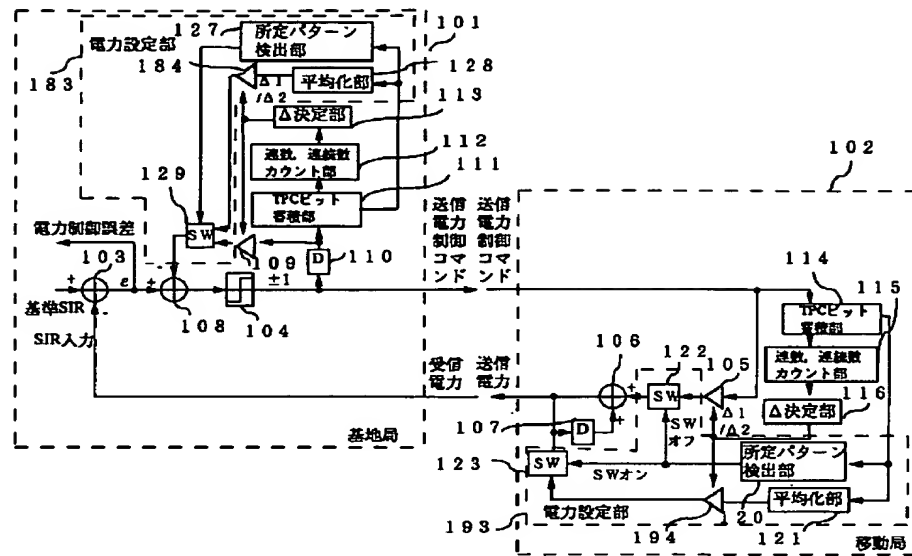 127
所定パターン
検出部
101
電力設定部
184
183
Δ1
/Δ2
平均化部
128
113
Δ決定部
112
連数，連続数
カウント部
102
129
TPCビット
蓄積部
111
SW
電力制御誤差
送信
電力
制御
コマンド
送信
電力
制御
コマンド
103
109
D
110
114
115
+
ε
+
±1
TPCビット
蓄積部
基準SIR
-
108
104
106
122
105
連数，連続数
カウント部
SIR入力
受信
電力
送信
電力
+
SW
116
107
D
+
SW
オフ
Δ1
/Δ2
Δ決定部
基地局
123
SW
SWオン
所定パターン
検出部
120
電力設定部
平均化部
193
194
121
移動局